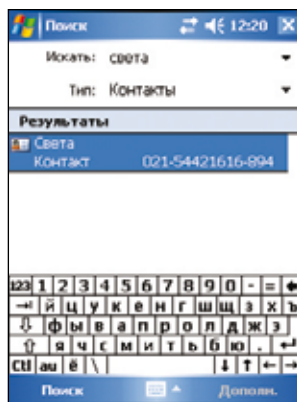 Поиск 12:20
Искать: света
Тип: Контакты
Результаты
Света
Контакт 021-54421616-894
123 1 2 3 4 5 6 7 8 9 0 - =
й ц у к е н г ш щ з х
ф ы в а п р о л д ж э
я ч с м и т ь б ю .
Ctl au ё \
Поиск Дополн.